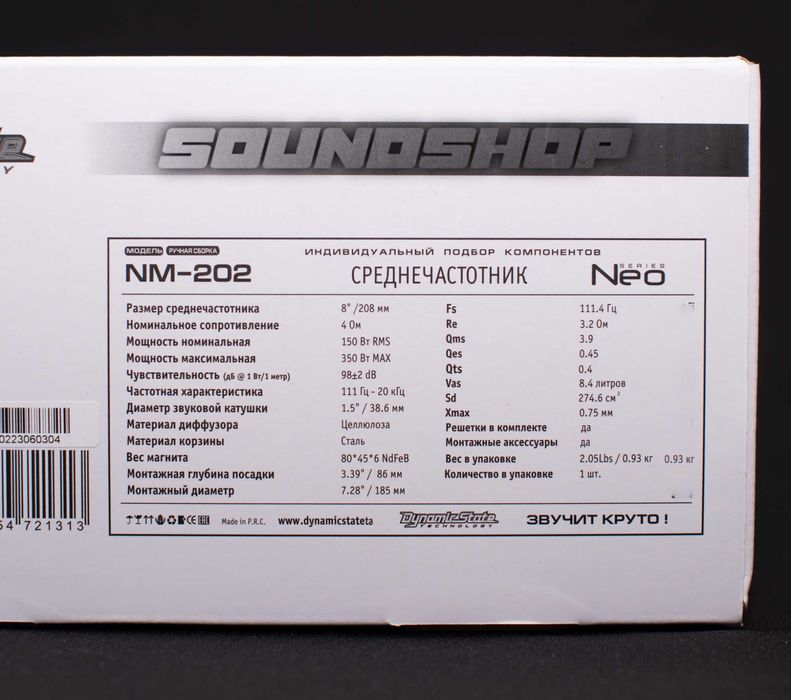 SOUNDSHOP
Y
МОДЕЛЬ РУЧНАЯ СБОРКА
ИНДИВИДУАЛЬНЫЙ ПОДБОР КОМПОНЕНТОВ
NM-202
СРЕДНЕЧАСТОТНИК
Neo SERIES
Размер среднечастотника 8" /208 мм
Номинальное сопротивление 4 Ом
Мощность номинальная 150 Вт RMS
Мощность максимальная 350 Вт MAX
Чувствительность (дБ @ 1 Вт/1 метр) 98±2 dB
Частотная характеристика 111 Гц - 20 кГц
Диаметр звуковой катушки 1.5" / 38.6 мм
Материал диффузора Целлюлоза
Материал корзины Сталь
Вес магнита 80*45*6 NdFeB
Монтажная глубина посадки 3.39" / 86 мм
Монтажный диаметр 7.28" / 185 мм
Fs 111.4 Гц
Re 3.2 Ом
Qms 3.9
Qes 0.45
Qts 0.4
Vas 8.4 литров
Sd 274.6 см²
Xmax 0.75 мм
Решетки в комплекте да
Монтажные аксессуары да
Вес в упаковке 2.05Lbs / 0.93 кг 0.93 кг
Количество в упаковке 1 шт.
0223060304
54 721313
CE EAC Made in P.R.C. www.dynamicstateta
DynamicState
TECHNOLOGY
ЗВУЧИТ КРУТО !